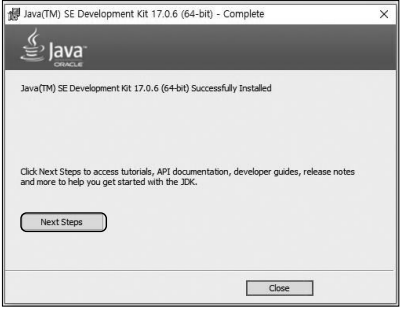 Java(TM) SE Development Kit 17.0.6 (64-bit) - Complete
Java™
ORACLE
Java(TM) SE Development Kit 17.0.6 (64-bit) Successfully Installed
Click Next Steps to access tutorials, API documentation, developer guides, release notes
and more to help you get started with the JDK.
Next Steps
Close